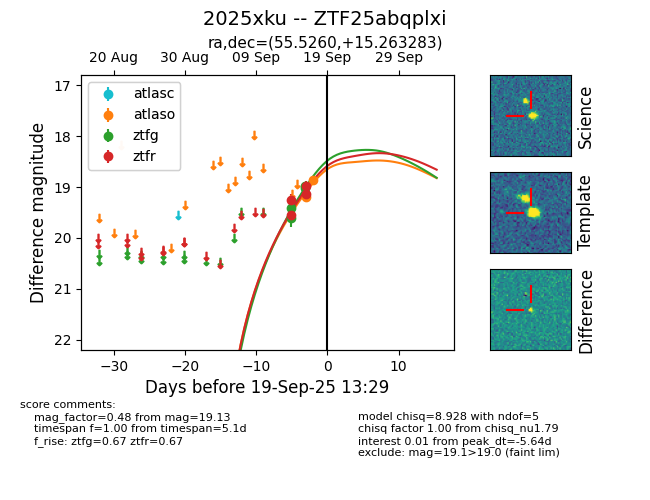 2025xku -- ZTF25abqplxi
ra,dec=(55.5260,+15.263283)
20 Aug 30 Aug 09 Sep 19 Sep 29 Sep
atlasc
atlaso
ztfg
ztfr
17
18
19
20
21
22
Difference magnitude
−30 −20 −10 0 10
Days before 19-Sep-25 13:29
Science
Template
Difference
score comments:
mag_factor=0.48 from mag=19.13
timespan f=1.00 from timespan=5.1d
f_rise: ztfg=0.67 ztfr=0.67
model chisq=8.928 with ndof=5
chisq factor 1.00 from chisq_nu1.79
interest 0.01 from peak_dt=-5.64d
exclude: mag=19.1>19.0 (faint lim)